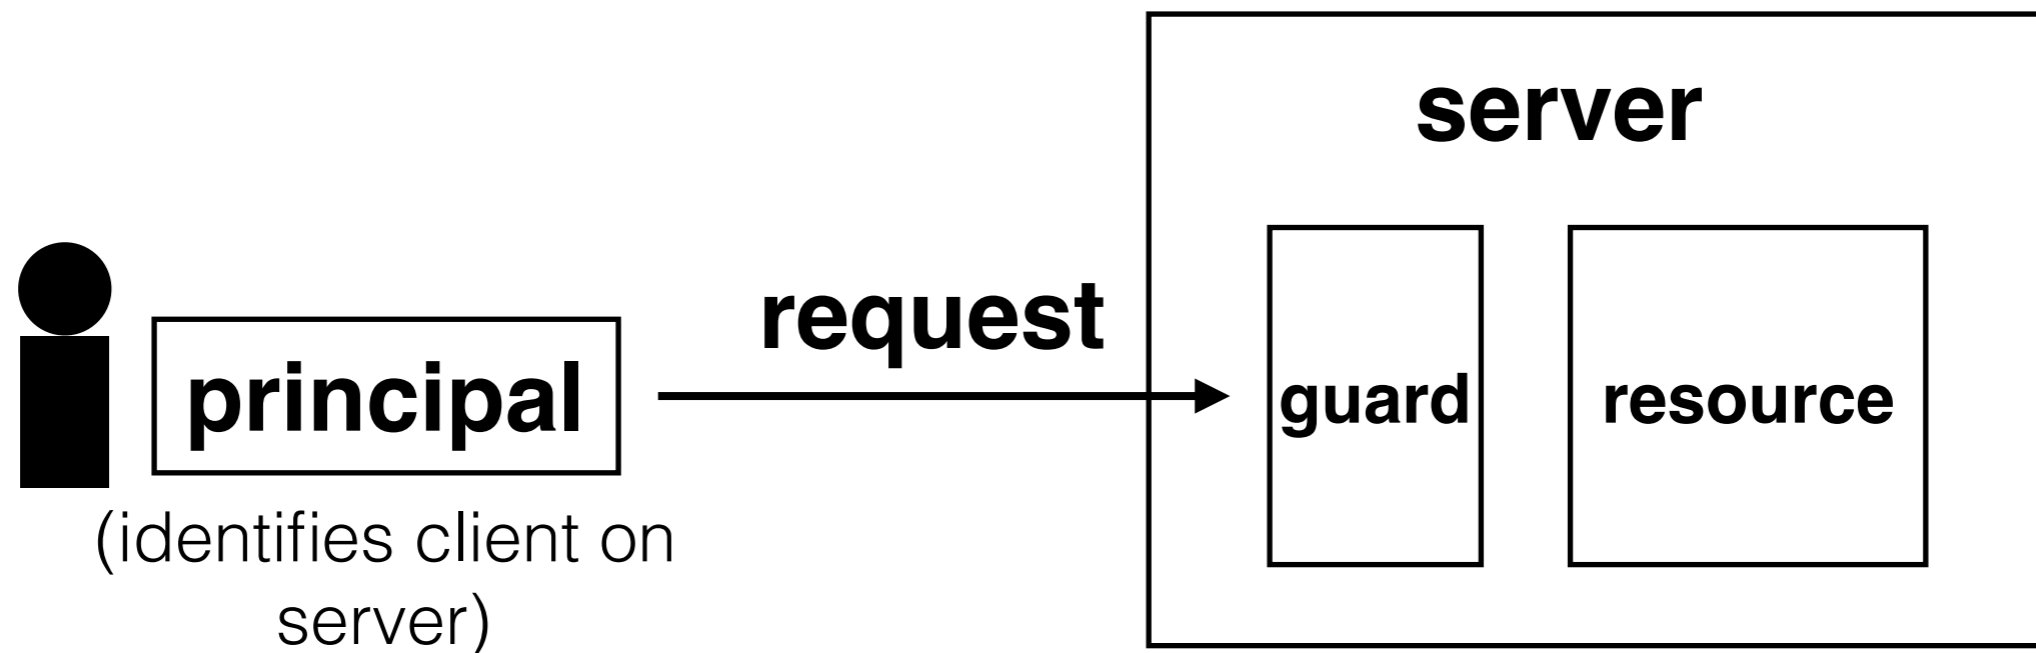 server
request
principal
guard
resource
(identifies client on
server)